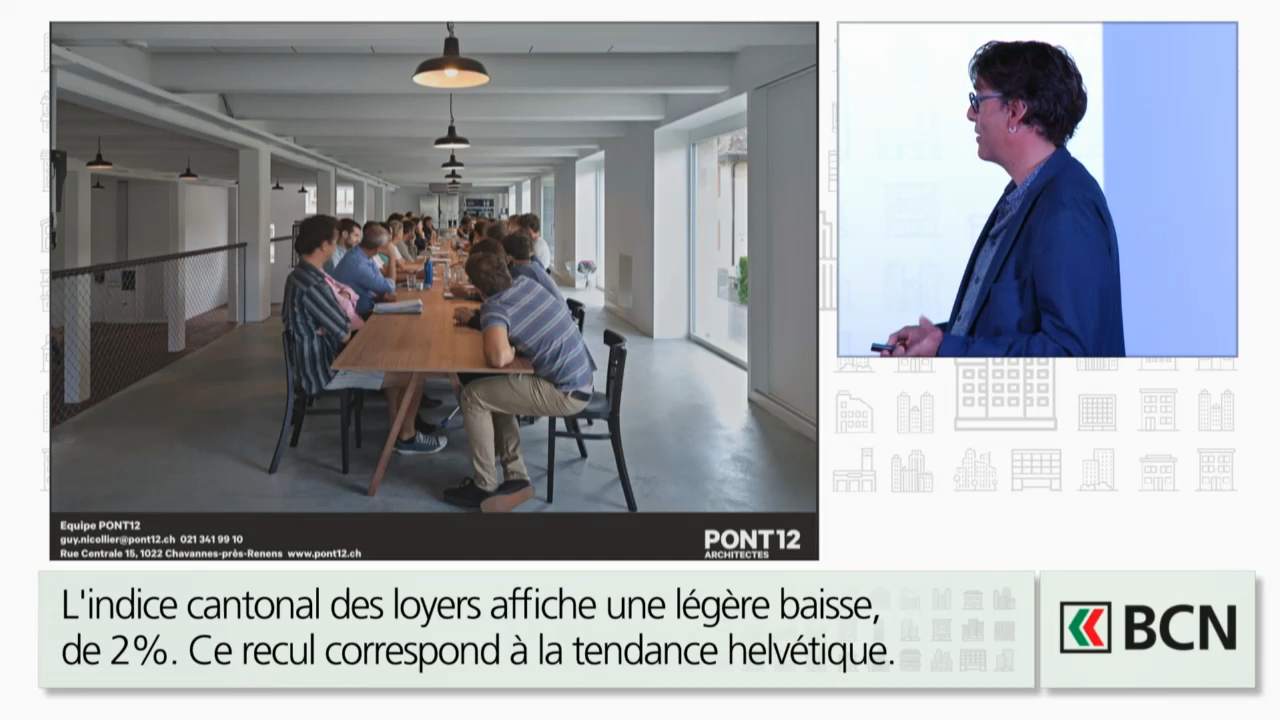 Equipe PONT12
guy.nicollier@pont12.ch 021 341 99 10
Rue Centrale 15, 1022 Chavannes-près-Renens www.pont12.ch
PONT12
ARCHITECTES
L'indice cantonal des loyers affiche une légère baisse,
de 2%. Ce recul correspond à la tendance helvétique.
BCN